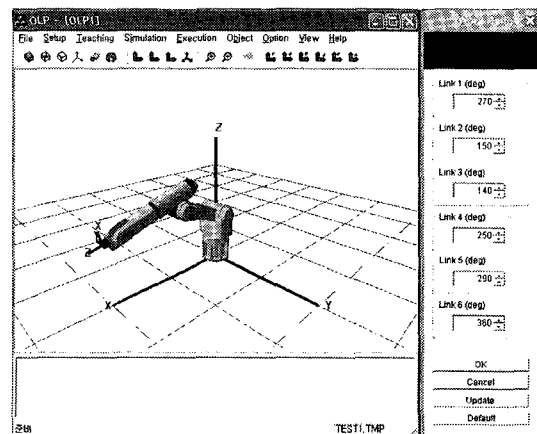 OLP - [OLP1]
File Setup Teaching Simulation Execution Object Option View Help
Z
X
Z
X
Y
준비
TEST1.TMP
Link 1 (deg)
270
Link 2 (deg)
150
Link 3 (deg)
140
Link 4 (deg)
250
Link 5 (deg)
290
Link 6 (deg)
360
OK
Cancel
Update
Default